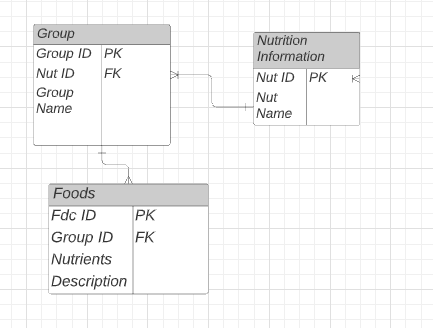 Group
Group ID PK
Nut ID FK
Group
Name
Nutrition
Information
Nut ID PK
Nut
Name
Foods
Fdc ID PK
Group ID FK
Nutrients
Description